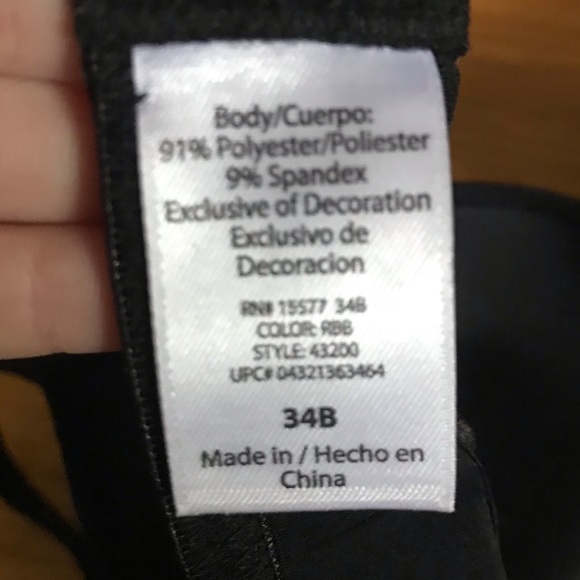 Body/Cuerpo:
91% Polyester/Poliester
9% Spandex
Exclusive of Decoration
Exclusivo de
Decoracion
RN# 15577 34B
COLOR: RBB
STYLE: 43200
UPC# 04321363464
34B
Made in / Hecho en
China